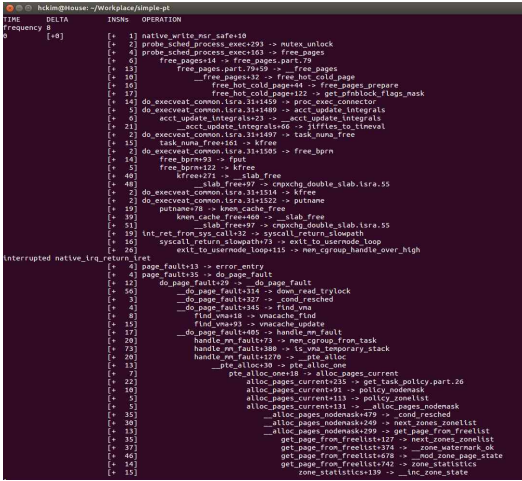 hckim@House: ~/Workplace/simple-pt
TIME DELTA INSNs OPERATION
frequency 8
0 [+0] [+ 1] native_write_msr_safe+10
[+ 2] probe_sched_process_exec+293 -> mutex_unlock
[+ 4] probe_sched_process_exec+163 -> free_pages
[+ 6] free_pages+14 -> free_pages.part.79
[+ 13] free_pages.part.79+59 -> __free_pages
[+ 10] __free_pages+32 -> free_hot_cold_page
[+ 16] free_hot_cold_page+44 -> free_pages_prepare
[+ 17] free_hot_cold_page+122 -> get_pfnblock_flags_mask
[+ 14] do_execveat_common.isra.31+1459 -> proc_exec_connector
[+ 5] do_execveat_common.isra.31+1489 -> acct_update_integrals
[+ 6] acct_update_integrals+23 -> __acct_update_integrals
[+ 21] __acct_update_integrals+66 -> jiffies_to_timeval
[+ 2] do_execveat_common.isra.31+1497 -> task_numa_free
[+ 15] task_numa_free+161 -> kfree
[+ 2] do_execveat_common.isra.31+1505 -> free_bprm
[+ 14] free_bprm+93 -> fput
[+ 5] free_bprm+122 -> kfree
[+ 40] kfree+271 -> __slab_free
[+ 48] __slab_free+97 -> cmpxchg_double_slab.isra.55
[+ 2] do_execveat_common.isra.31+1514 -> kfree
[+ 2] do_execveat_common.isra.31+1522 -> putname
[+ 19] putname+78 -> kmem_cache_free
[+ 39] kmem_cache_free+460 -> __slab_free
[+ 51] __slab_free+97 -> cmpxchg_double_slab.isra.55
[+ 19] int_ret_from_sys_call+32 -> syscall_return_slowpath
[+ 16] syscall_return_slowpath+73 -> exit_to_usermode_loop
[+ 26] exit_to_usermode_loop+115 -> mem_cgroup_handle_over_high
interrupted native_irq_return_iret
[+ 4] page_fault+13 -> error_entry
[+ 4] page_fault+35 -> do_page_fault
[+ 12] do_page_fault+29 -> __do_page_fault
[+ 56] __do_page_fault+314 -> down_read_trylock
[+ 3] __do_page_fault+327 -> _cond_resched
[+ 4] __do_page_fault+345 -> find_vma
[+ 8] find_vma+18 -> vmacache_find
[+ 15] find_vma+93 -> vmacache_update
[+ 17] __do_page_fault+405 -> handle_mm_fault
[+ 20] handle_mm_fault+73 -> mem_cgroup_from_task
[+ 17] handle_mm_fault+380 -> is_vma_temporary_stack
[+ 20] handle_mm_fault+1270 -> __pte_alloc
[+ 13] __pte_alloc+30 -> pte_alloc_one
[+ 7] pte_alloc_one+18 -> alloc_pages_current
[+ 22] alloc_pages_current+235 -> get_task_policy.part.26
[+ 10] alloc_pages_current+91 -> policy_nodemask
[+ 5] alloc_pages_current+113 -> policy_zonelist
[+ 5] alloc_pages_current+131 -> __alloc_pages_nodemask
[+ 35] __alloc_pages_nodemask+479 -> _cond_resched
[+ 30] __alloc_pages_nodemask+249 -> next_zones_zonelist
[+ 13] __alloc_pages_nodemask+299 -> get_page_from_freelist
[+ 35] get_page_from_freelist+127 -> next_zones_zonelist
[+ 37] get_page_from_freelist+374 -> __zone_watermark_ok
[+ 46] get_page_from_freelist+678 -> __mod_zone_page_state
[+ 14] get_page_from_freelist+742 -> zone_statistics
[+ 15] zone_statistics+139 -> __inc_zone_state